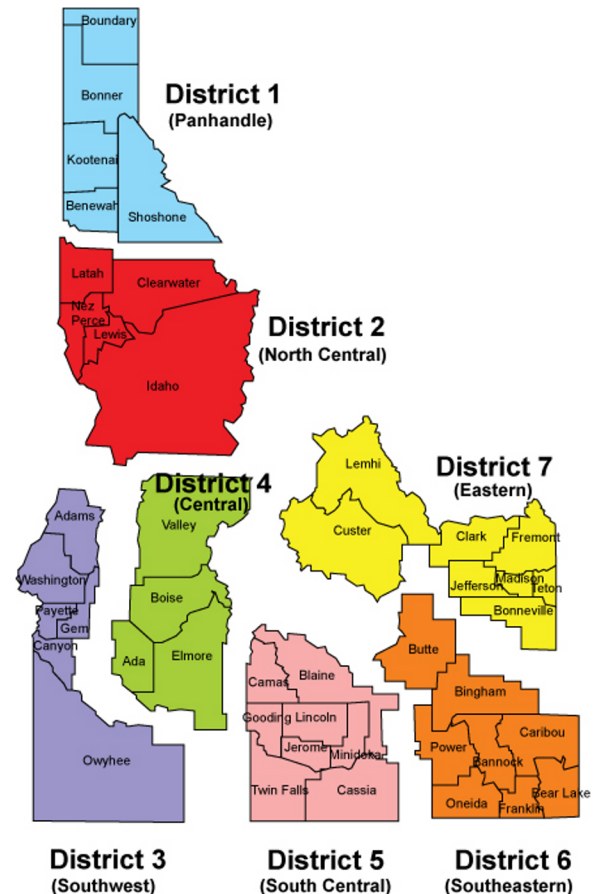 Boundary
Bonner
District 1
(Panhandle)
Kootenai
Benewah
Shoshone
Latah
Clearwater
Nez
Perce
Lewis
District 2
(North Central)
Idaho
Lemhi
District 7
(Eastern)
District 4
(Central)
Adams
Valley
Custer
Clark
Fremont
Washington
Jefferson
Madison
Teton
Boise
Payette
Bonneville
Gem
Canyon
Ada
Elmore
Butte
Camas
Blaine
Bingham
Gooding
Lincoln
Caribou
Jerome
Minidoka
Power
Bannock
Owyhee
Twin Falls
Cassia
Bear Lake
Oneida
Franklin
District 3
(Southwest)
District 5
(South Central)
District 6
(Southeastern)